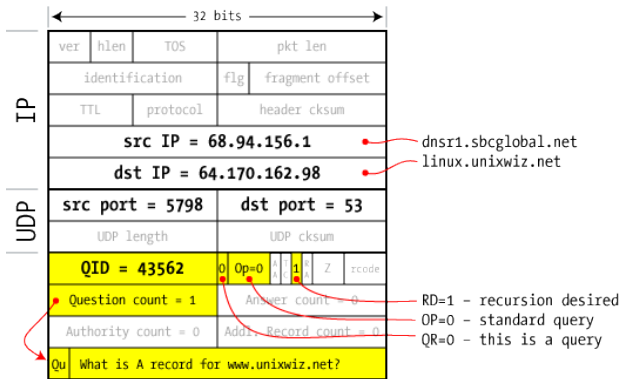 32 bits
IP
ver hlen TOS pkt len
identification flg fragment offset
TTL protocol header cksum
src IP = 68.94.156.1 dnsr1.sbcglobal.net
dst IP = 64.170.162.98 linux.unixwiz.net
UDP
src port = 5798 dst port = 53
UDP length UDP cksum
QID = 43562 0 Op=0 AA TC 1 RA Z rcode
Question count = 1 Answer count = 0 RD=1 - recursion desired
OP=0 - standard query
Authority count = 0 Addl. Record count = 0 QR=0 - this is a query
Qu What is A record for www.unixwiz.net?